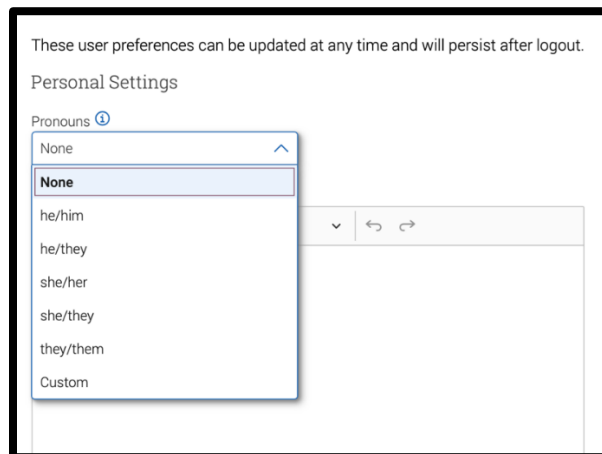 These user preferences can be updated at any time and will persist after logout.
Personal Settings
Pronouns
None
None
he/him
he/they
she/her
she/they
they/them
Custom